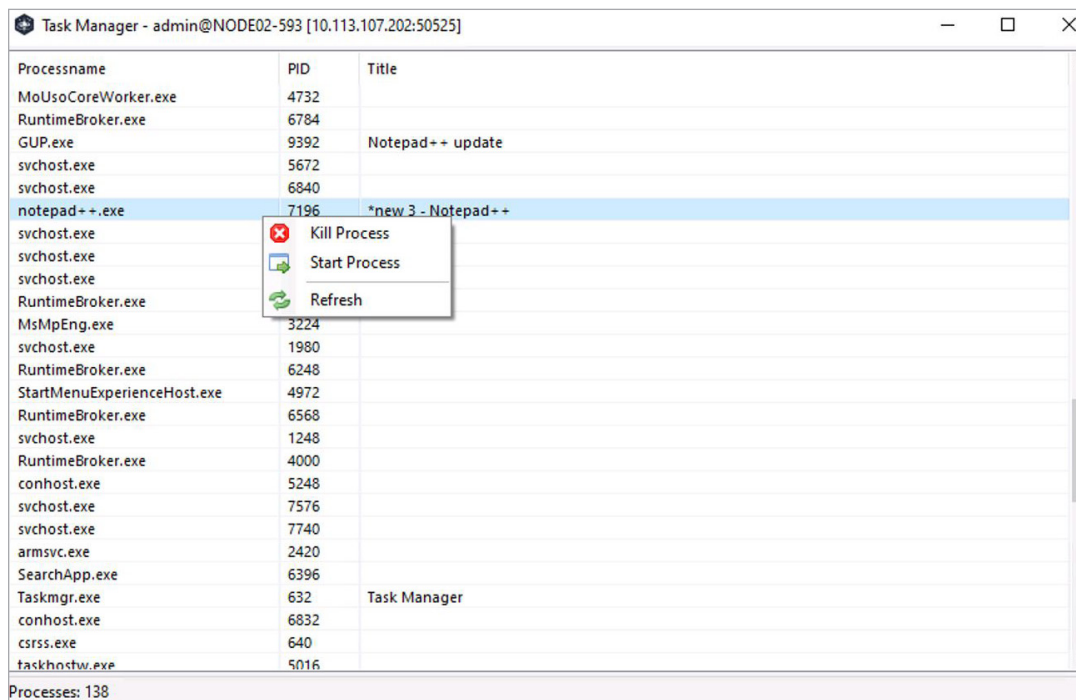 Task Manager - admin@NODE02-593 [10.113.107.202:50525]
Processname PID Title
MoUsoCoreWorker.exe 4732
RuntimeBroker.exe 6784
GUP.exe 9392 Notepad++ update
svchost.exe 5672
svchost.exe 6840
notepad++.exe 7196 *new 3 - Notepad++
svchost.exe Kill Process
svchost.exe Start Process
svchost.exe
RuntimeBroker.exe Refresh
MsMpEng.exe 3224
svchost.exe 1980
RuntimeBroker.exe 6248
StartMenuExperienceHost.exe 4972
RuntimeBroker.exe 6568
svchost.exe 1248
RuntimeBroker.exe 4000
conhost.exe 5248
svchost.exe 7576
svchost.exe 7740
armsvc.exe 2420
SearchApp.exe 6396
Taskmgr.exe 632 Task Manager
conhost.exe 6832
csrss.exe 640
taskhostw.exe 5016
Processes: 138